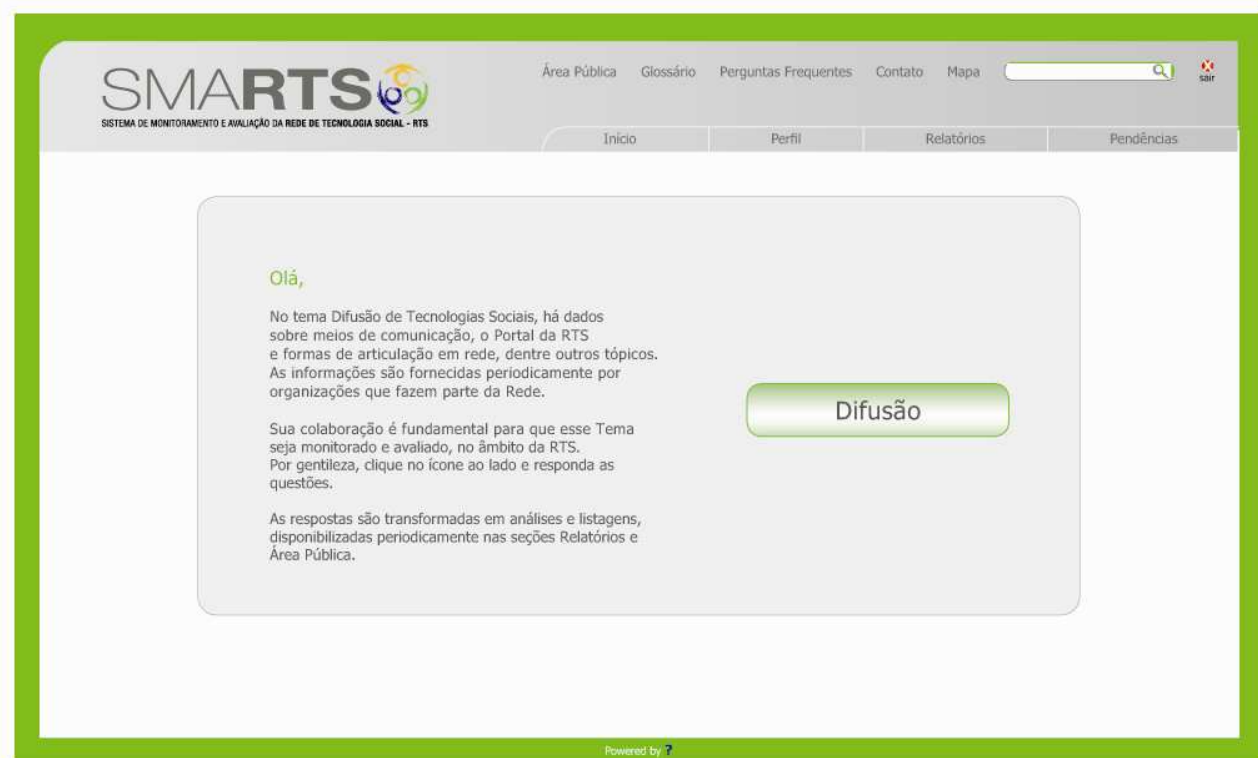 SMARTS
SISTEMA DE MONITORAMENTO E AVALIAÇÃO DA REDE DE TECNOLOGIA SOCIAL - RTS
Área Pública Glossário Perguntas Frequentes Contato Mapa
sair
Início Perfil Relatórios Pendências
Olá,
No tema Difusão de Tecnologias Sociais, há dados
sobre meios de comunicação, o Portal da RTS
e formas de articulação em rede, dentre outros tópicos.
As informações são fornecidas periodicamente por
organizações que fazem parte da Rede.
Sua colaboração é fundamental para que esse Tema
seja monitorado e avaliado, no âmbito da RTS.
Por gentileza, clique no ícone ao lado e responda as
questões.
As respostas são transformadas em análises e listagens,
disponibilizadas periodicamente nas seções Relatórios e
Área Pública.
Difusão
Powered by ?